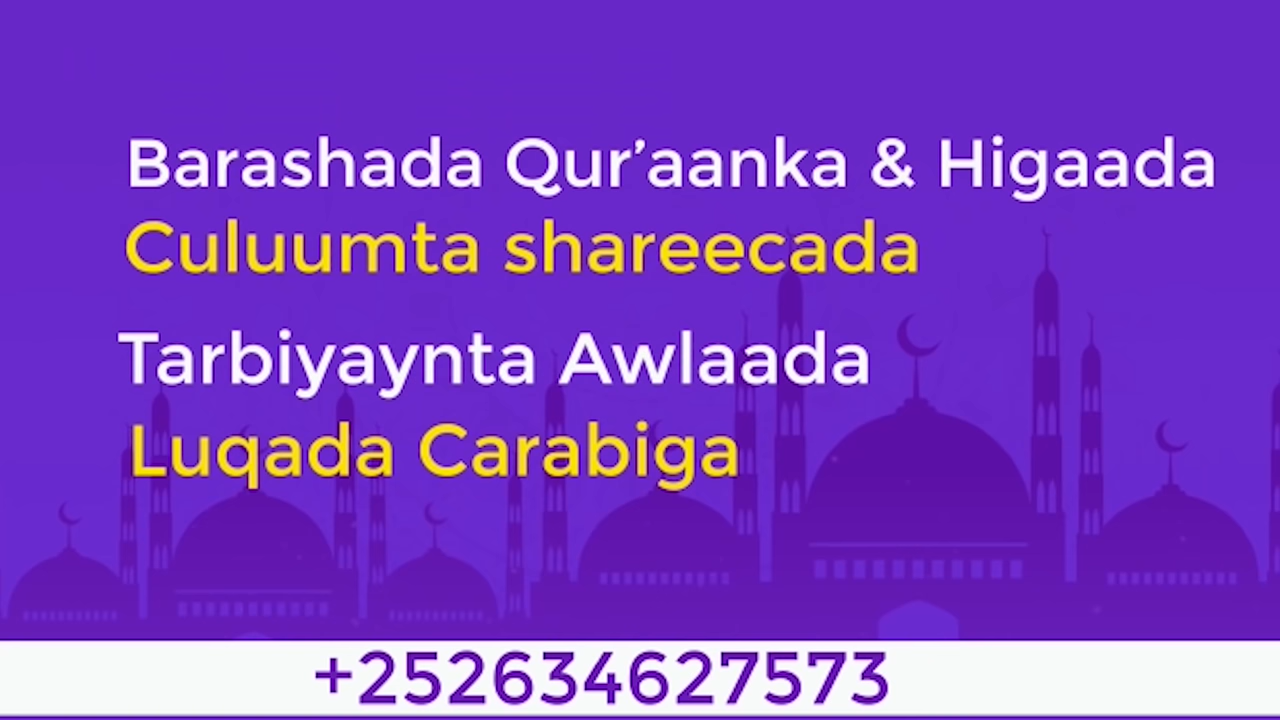 Barashada Qur’aanka & Higaada
Culuumta shareecada
Tarbiyaynta Awlaada
Luqada Carabiga
+252634627573